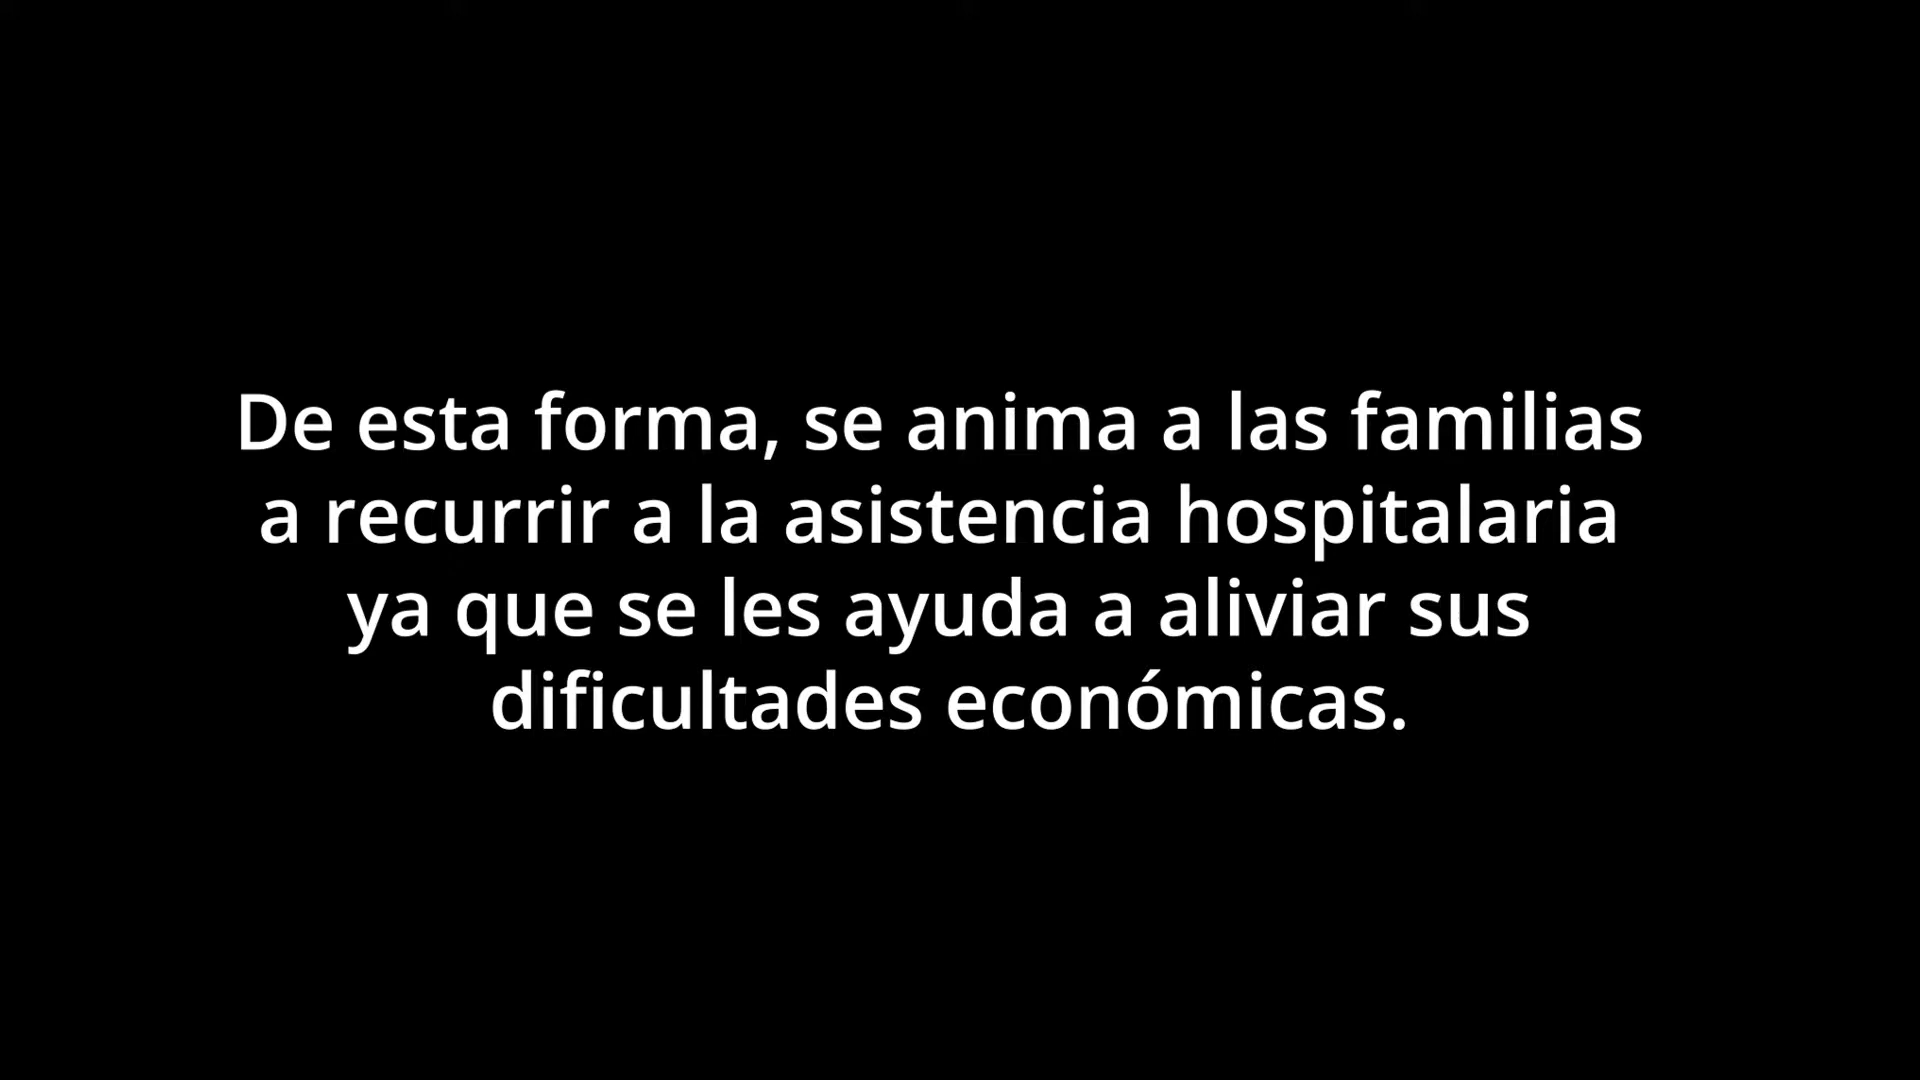 De esta forma, se anima a las familias
a recurrir a la asistencia hospitalaria
ya que se les ayuda a aliviar sus
dificultades económicas.